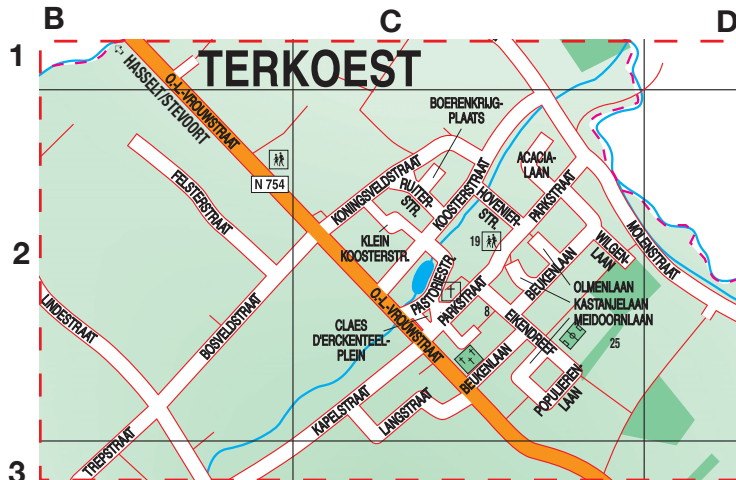 B
C
D
1
TERKOEST
HASSELT/STEVOORT
O.-L.-VROUWSTRAAT
BOERENKRIJG-
PLAATS
ACACIA-
LAAN
N 754
FELSTERSTRAAT
KONINGSVELDSTRAAT
RUITER-
STR.
KOOSTERSTRAAT
HOVENIER-
STR.
PARKSTRAAT
2
KLEIN
KOOSTERSTR.
19
WILGEN-
LAAN
MOLENSTRAAT
LINDESTRAAT
BOSVELDSTRAAT
PASTORIESTR.
PARKSTRAAT
BEUKENLAAN
OLMENLAAN
KASTANJELAAN
MEIDOORNLAAN
8
O.-L.-VROUWSTRAAT
CLAES
D'ERCKENTEEL-
PLEIN
EIKENDREEF
25
BEUKENLAAN
POPULIEREN-
LAAN
KAPELSTRAAT
LANGSTRAAT
TREPSTRAAT
3